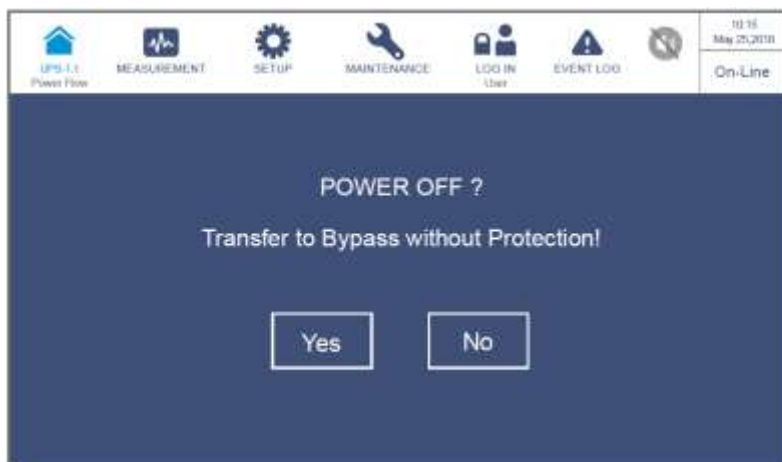 UPS-1.1
Power Flow
MEASUREMENT
SETUP
MAINTENANCE
LOG IN
User
EVENT LOG
10:15
May 25,2018
On-Line
POWER OFF ?
Transfer to Bypass without Protection!
Yes
No